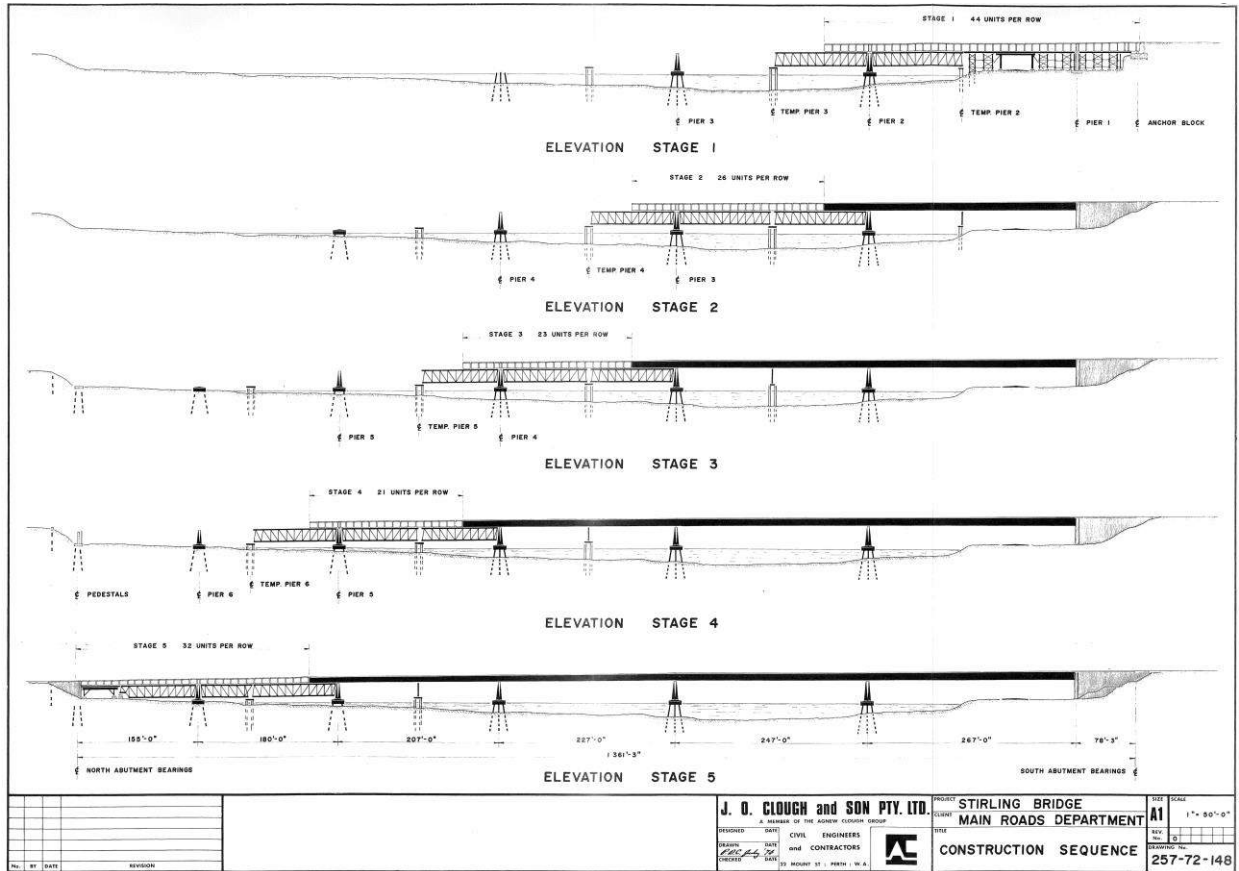 STAGE 1 44 UNITS PER ROW
℄ PIER 3
℄ TEMP. PIER 3
℄ PIER 2
℄ TEMP. PIER 2
℄ PIER 1
℄ ANCHOR BLOCK
ELEVATION STAGE 1
STAGE 2 26 UNITS PER ROW
℄ PIER 4
℄ TEMP. PIER 4
℄ PIER 3
ELEVATION STAGE 2
STAGE 3 23 UNITS PER ROW
℄ PIER 5
℄ TEMP. PIER 5
℄ PIER 4
ELEVATION STAGE 3
STAGE 4 21 UNITS PER ROW
℄ PEDESTALS
℄ PIER 6
℄ TEMP. PIER 6
℄ PIER 5
ELEVATION STAGE 4
STAGE 5 32 UNITS PER ROW
155'-0" 180'-0" 207'-0" 227'-0" 247'-0" 267'-0" 78'-3"
1 361'-3"
℄ NORTH ABUTMENT BEARINGS
SOUTH ABUTMENT BEARINGS ℄
ELEVATION STAGE 5
No. BY DATE REVISION
J. O. CLOUGH and SON PTY. LTD.
A MEMBER OF THE AGNEW CLOUGH GROUP
DESIGNED DATE
DRAWN DATE
July '72
CHECKED DATE
CIVIL ENGINEERS
and CONTRACTORS
22 MOUNT ST : PERTH : W.A.
AC
PROJECT STIRLING BRIDGE
CLIENT MAIN ROADS DEPARTMENT
TITLE
CONSTRUCTION SEQUENCE
SIZE A1
SCALE 1"= 50'-0"
REV. No. 0
DRAWING No.
257-72-148